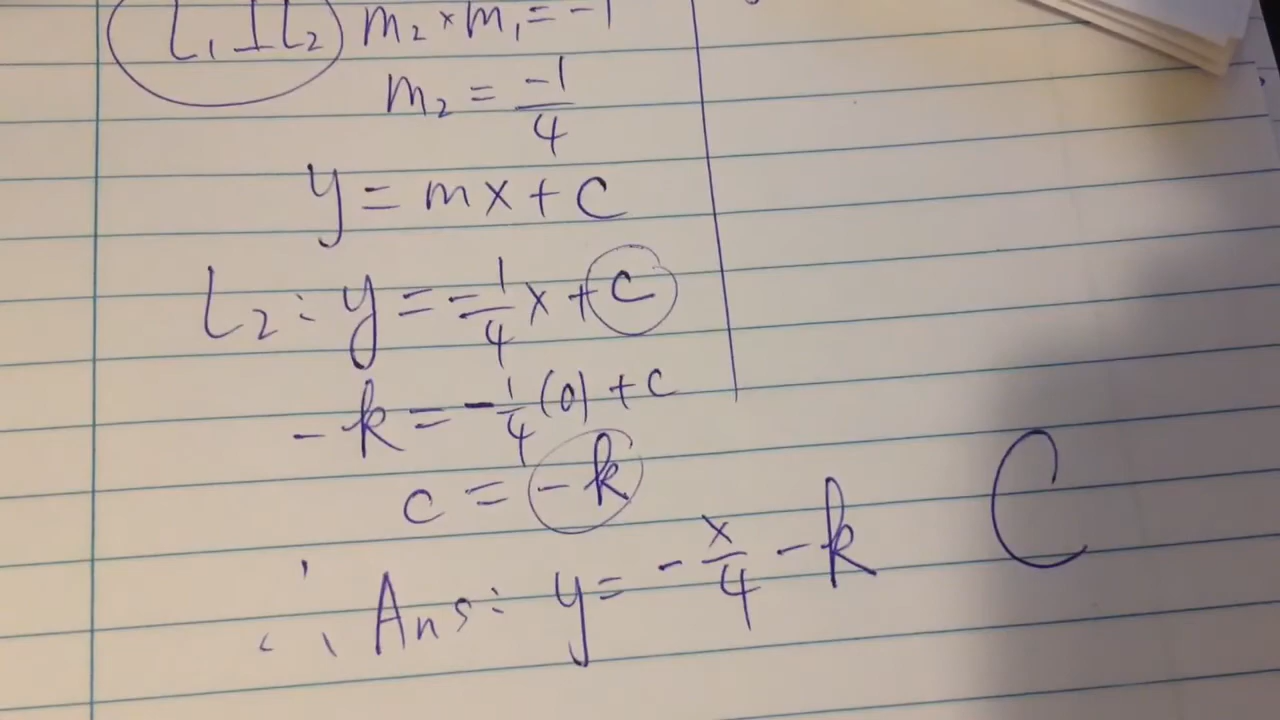 L₁⊥L₂ m₂×m₁=-1
m₂ = -1/4
y = mx + c
L₂: y = -1/4 x + c
-k = -1/4 (0) + c
c = -k
∴ Ans: y = -x/4 - k
C